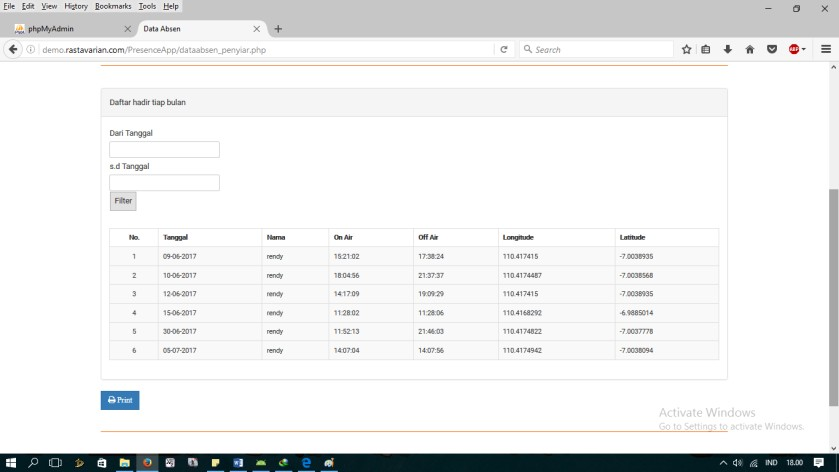 File Edit View History Bookmarks Tools Help
phpMyAdmin Data Absen
demo.rastavarian.com/PresenceApp/dataabsen_penyiar.php Search ABP
Daftar hadir tiap bulan
Dari Tanggal
s.d Tanggal
Filter
No. Tanggal Nama On Air Off Air Longitude Latitude
1 09-06-2017 rendy 15:21:02 17:38:24 110.417415 -7.0038935
2 10-06-2017 rendy 18:04:56 21:37:37 110.4174487 -7.0038568
3 12-06-2017 rendy 14:17:09 19:09:29 110.417415 -7.0038935
4 15-06-2017 rendy 11:28:02 11:28:06 110.4168292 -6.9885014
5 30-06-2017 rendy 11:52:13 21:46:03 110.4174822 -7.0037778
6 05-07-2017 rendy 14:07:04 14:07:56 110.4174942 -7.0038094
Print
Activate Windows
Go to Settings to activate Windows.
IND 18.00